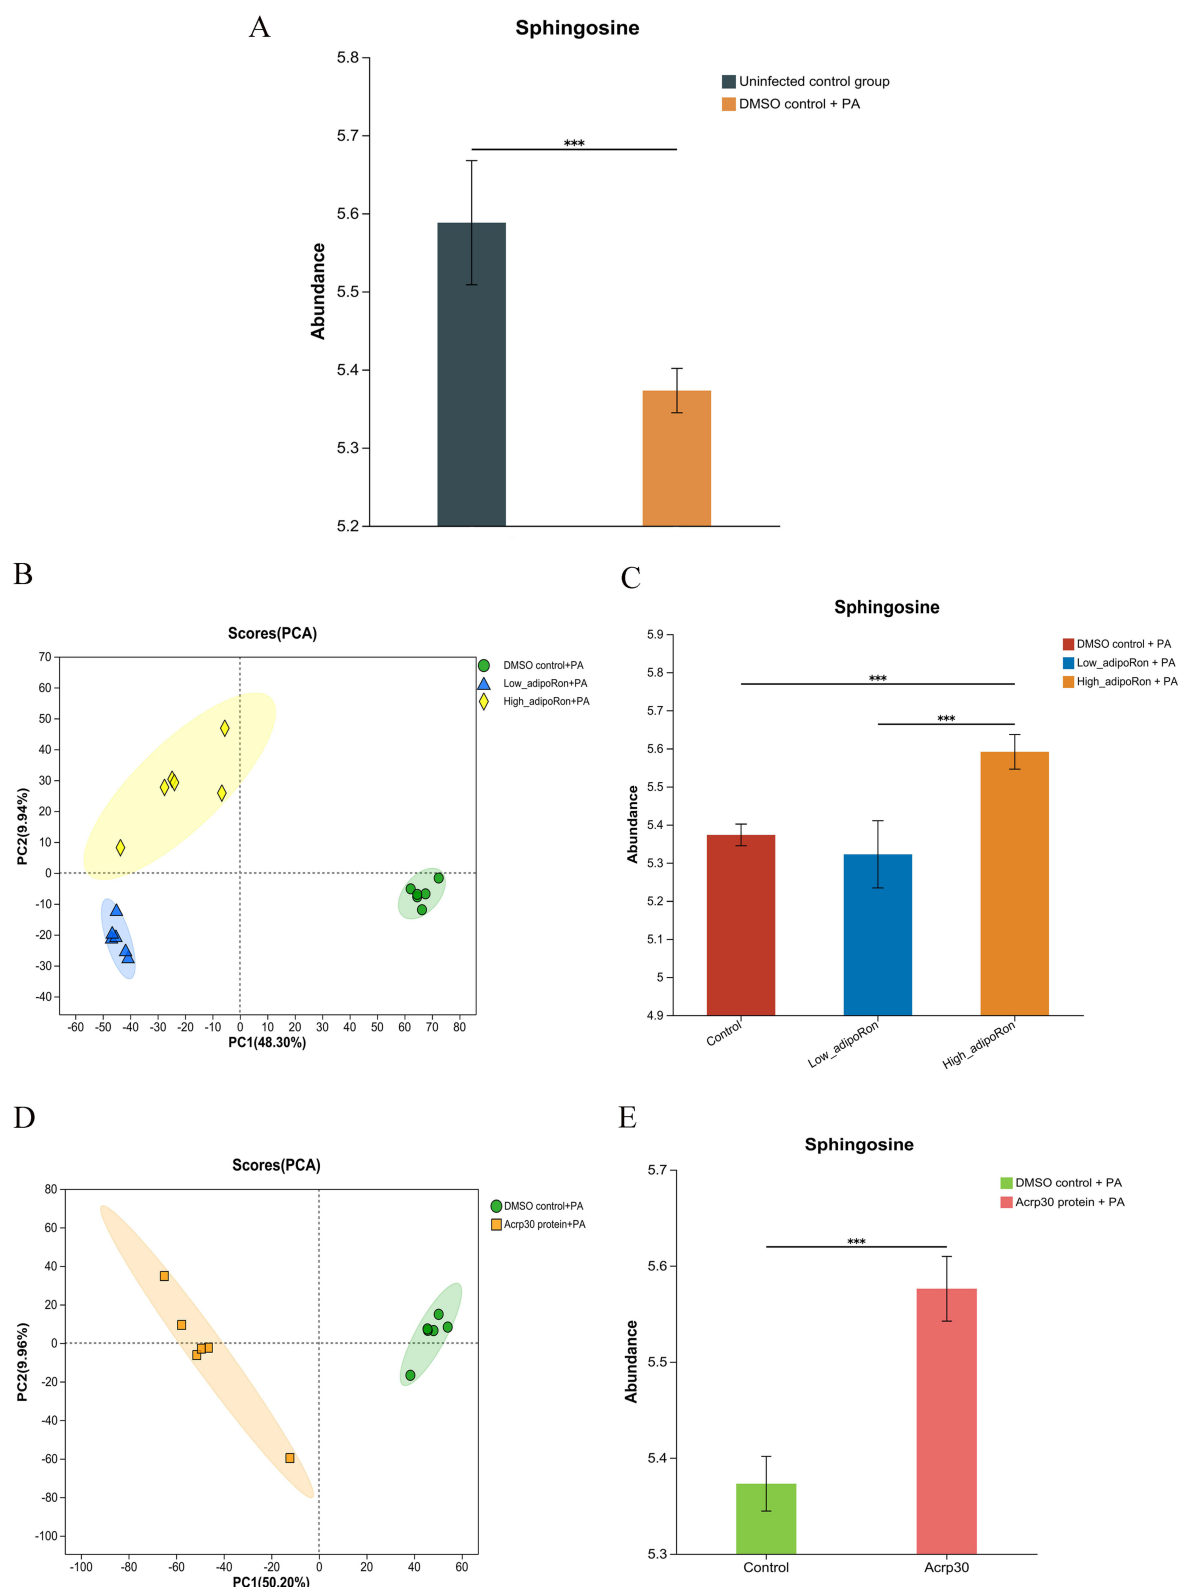 A
Sphingosine
5.8
5.7
5.6
5.5
5.4
5.3
5.2
Abundance
***
Uninfected control group
DMSO control + PA
B
Scores(PCA)
70
60
50
40
30
20
10
0
-10
-20
-30
-40
PC2(9.94%)
-60 -50 -40 -30 -20 -10 0 10 20 30 40 50 60 70 80
PC1(48.30%)
DMSO control+PA
Low_adipoRon+PA
High_adipoRon+PA
C
Sphingosine
5.9
5.8
5.7
5.6
5.5
5.4
5.3
5.2
5.1
5
4.9
Abundance
***
***
DMSO control + PA
Low_adipoRon + PA
High_adipoRon + PA
Control
Low_adipoRon
High_adipoRon
D
Scores(PCA)
80
60
40
20
0
-20
-40
-60
-80
-100
PC2(9.96%)
-100 -80 -60 -40 -20 0 20 40 60
PC1(50.20%)
DMSO control+PA
Acrp30 protein+PA
E
Sphingosine
5.7
5.6
5.5
5.4
5.3
Abundance
***
DMSO control + PA
Acrp30 protein + PA
Control
Acrp30